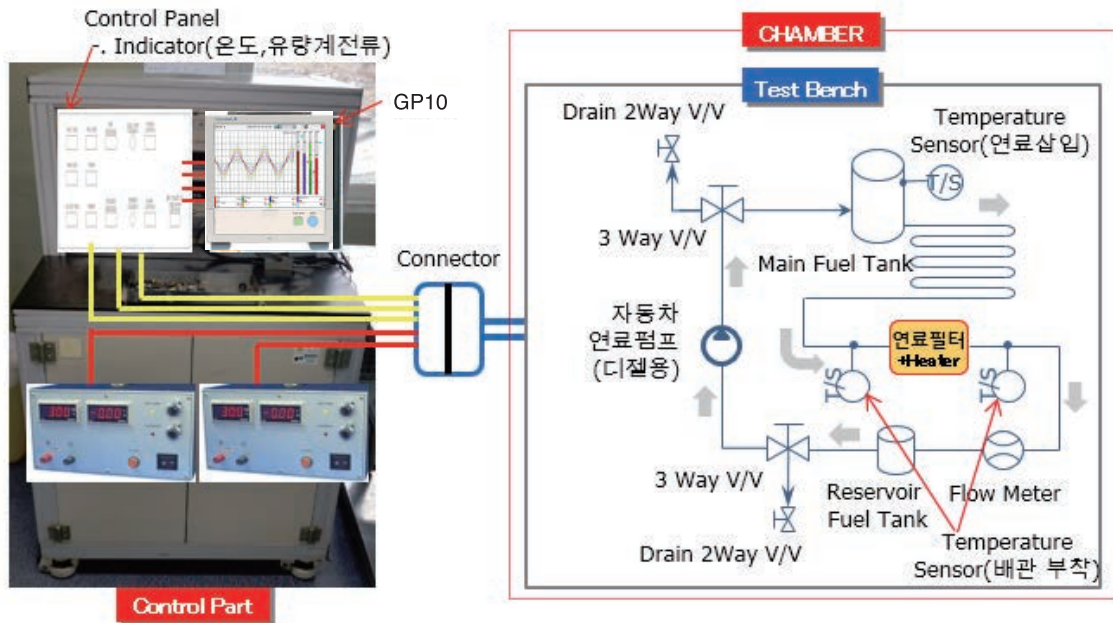 Control Panel
-. Indicator(온도,유량계전류)
GP10
Connector
Control Part
CHAMBER
Test Bench
Drain 2Way V/V
Temperature
Sensor(연료삽입)
T/S
3 Way V/V
Main Fuel Tank
자동차
연료펌프
(디젤용)
연료필터
+Heater
T/S
T/S
3 Way V/V
Reservoir
Fuel Tank
Flow Meter
Drain 2Way V/V
Temperature
Sensor(배관 부착)